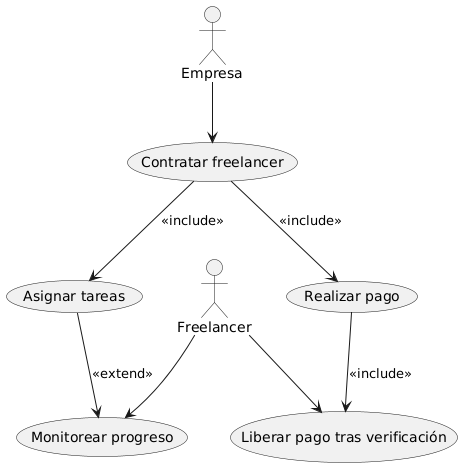 Empresa
Contratar freelancer
«include»
«include»
Asignar tareas
Realizar pago
Freelancer
«extend»
«include»
Monitorear progreso
Liberar pago tras verificación